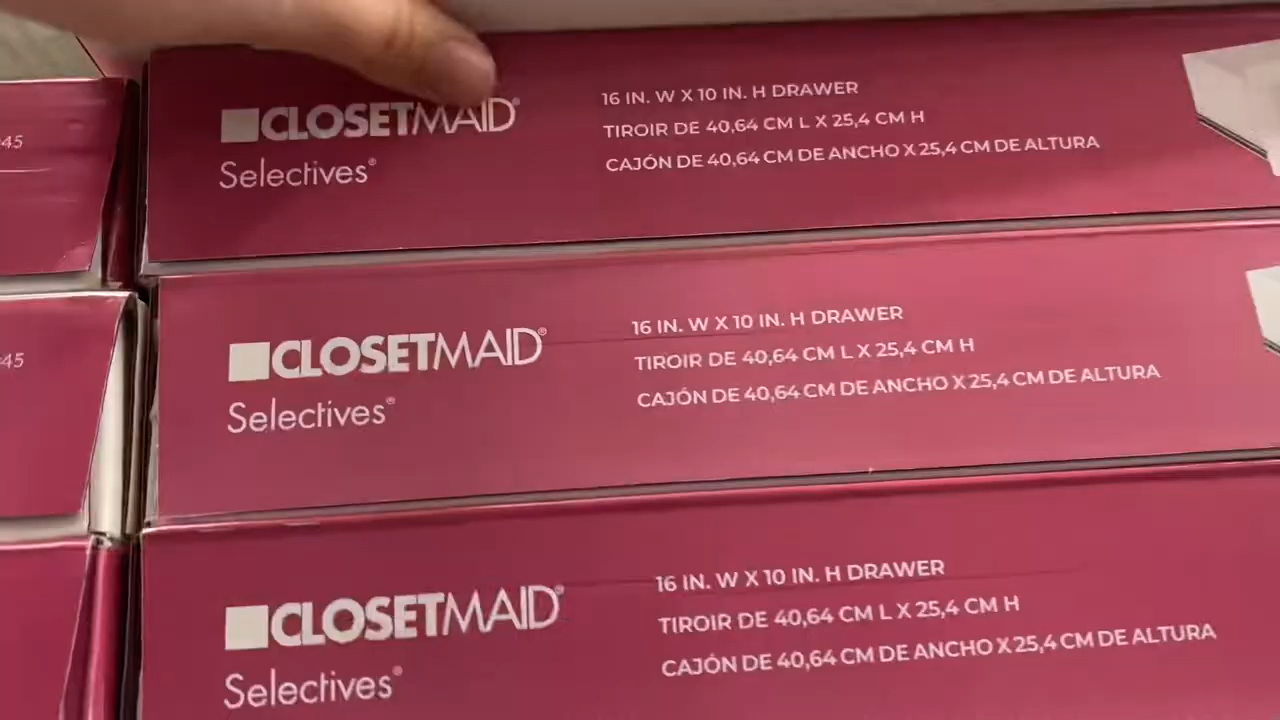 45
CLOSETMAID®
Selectives®
16 IN. W X 10 IN. H DRAWER
TIROIR DE 40,64 CM L X 25,4 CM H
CAJÓN DE 40,64 CM DE ANCHO X 25,4 CM DE ALTURA
45
CLOSETMAID®
Selectives®
16 IN. W X 10 IN. H DRAWER
TIROIR DE 40,64 CM L X 25,4 CM H
CAJÓN DE 40,64 CM DE ANCHO X 25,4 CM DE ALTURA
CLOSETMAID®
Selectives®
16 IN. W X 10 IN. H DRAWER
TIROIR DE 40,64 CM L X 25,4 CM H
CAJÓN DE 40,64 CM DE ANCHO X 25,4 CM DE ALTURA